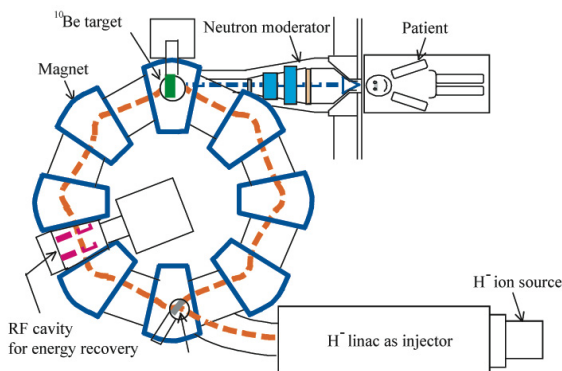 ¹⁰Be target
Neutron moderator
Patient
Magnet
RF cavity
for energy recovery
H⁻ linac as injector
H⁻ ion source